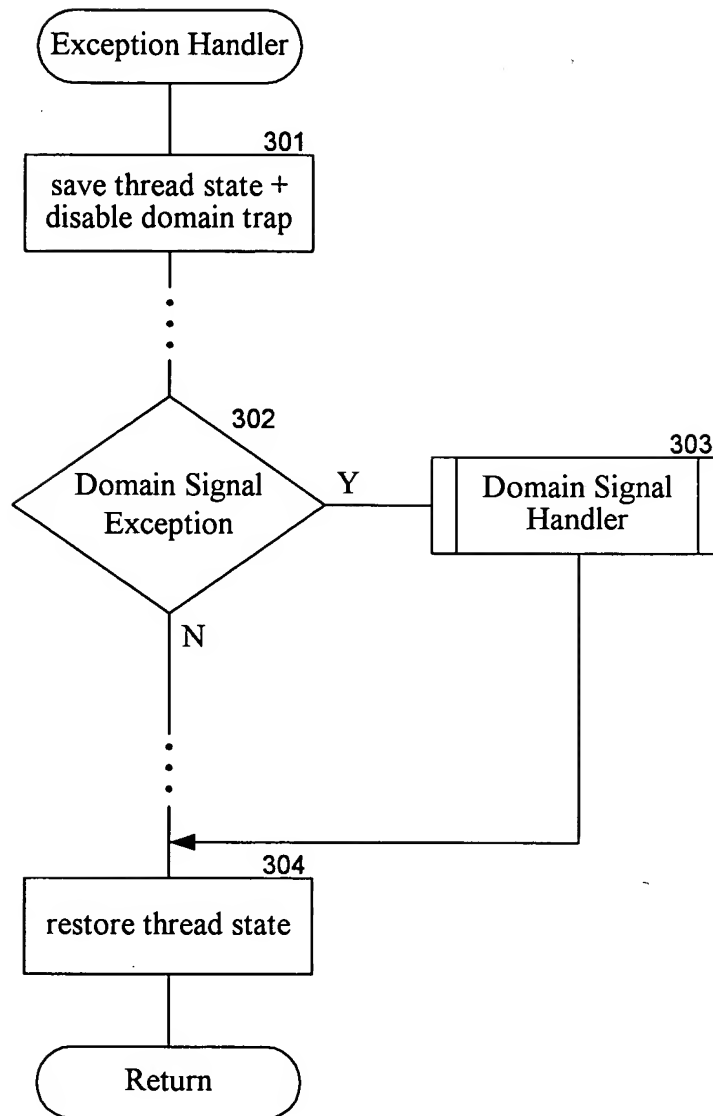 Exception Handler
301
save thread state +
disable domain trap
302
Domain Signal
Exception
Y
303
Domain Signal
Handler
N
304
restore thread state
Return